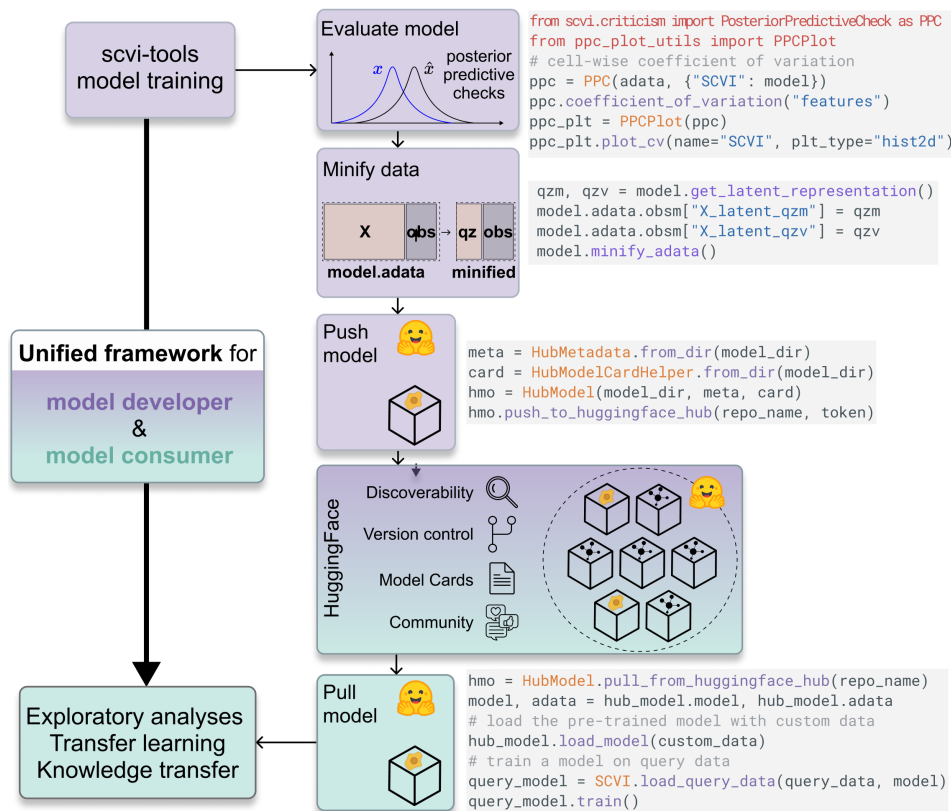 scvi-tools
model training
Evaluate model
x
x̂
posterior
predictive
checks
from scvi.criticism import PosteriorPredictiveCheck as PPC
from ppc_plot_utils import PPCPlot
# cell-wise coefficient of variation
ppc = PPC(adata, {"SCVI": model})
ppc.coefficient_of_variation("features")
ppc_plt = PPCPlot(ppc)
ppc_plt.plot_cv(name="SCVI", plt_type="hist2d")
Minify data
X
obs
qz
obs
model.adata
minified
qzm, qzv = model.get_latent_representation()
model.adata.obsm["X_latent_qzm"] = qzm
model.adata.obsm["X_latent_qzv"] = qzv
model.minify_adata()
Unified framework for
model developer
&
model consumer
Push
model
meta = HubMetadata.from_dir(model_dir)
card = HubModelCardHelper.from_dir(model_dir)
hmo = HubModel(model_dir, meta, card)
hmo.push_to_huggingface_hub(repo_name, token)
HuggingFace
Discoverability
Version control
Model Cards
Community
Pull
model
hmo = HubModel.pull_from_huggingface_hub(repo_name)
model, adata = hub_model.model, hub_model.adata
# load the pre-trained model with custom data
hub_model.load_model(custom_data)
# train a model on query data
query_model = SCVI.load_query_data(query_data, model)
query_model.train()
Exploratory analyses
Transfer learning
Knowledge transfer